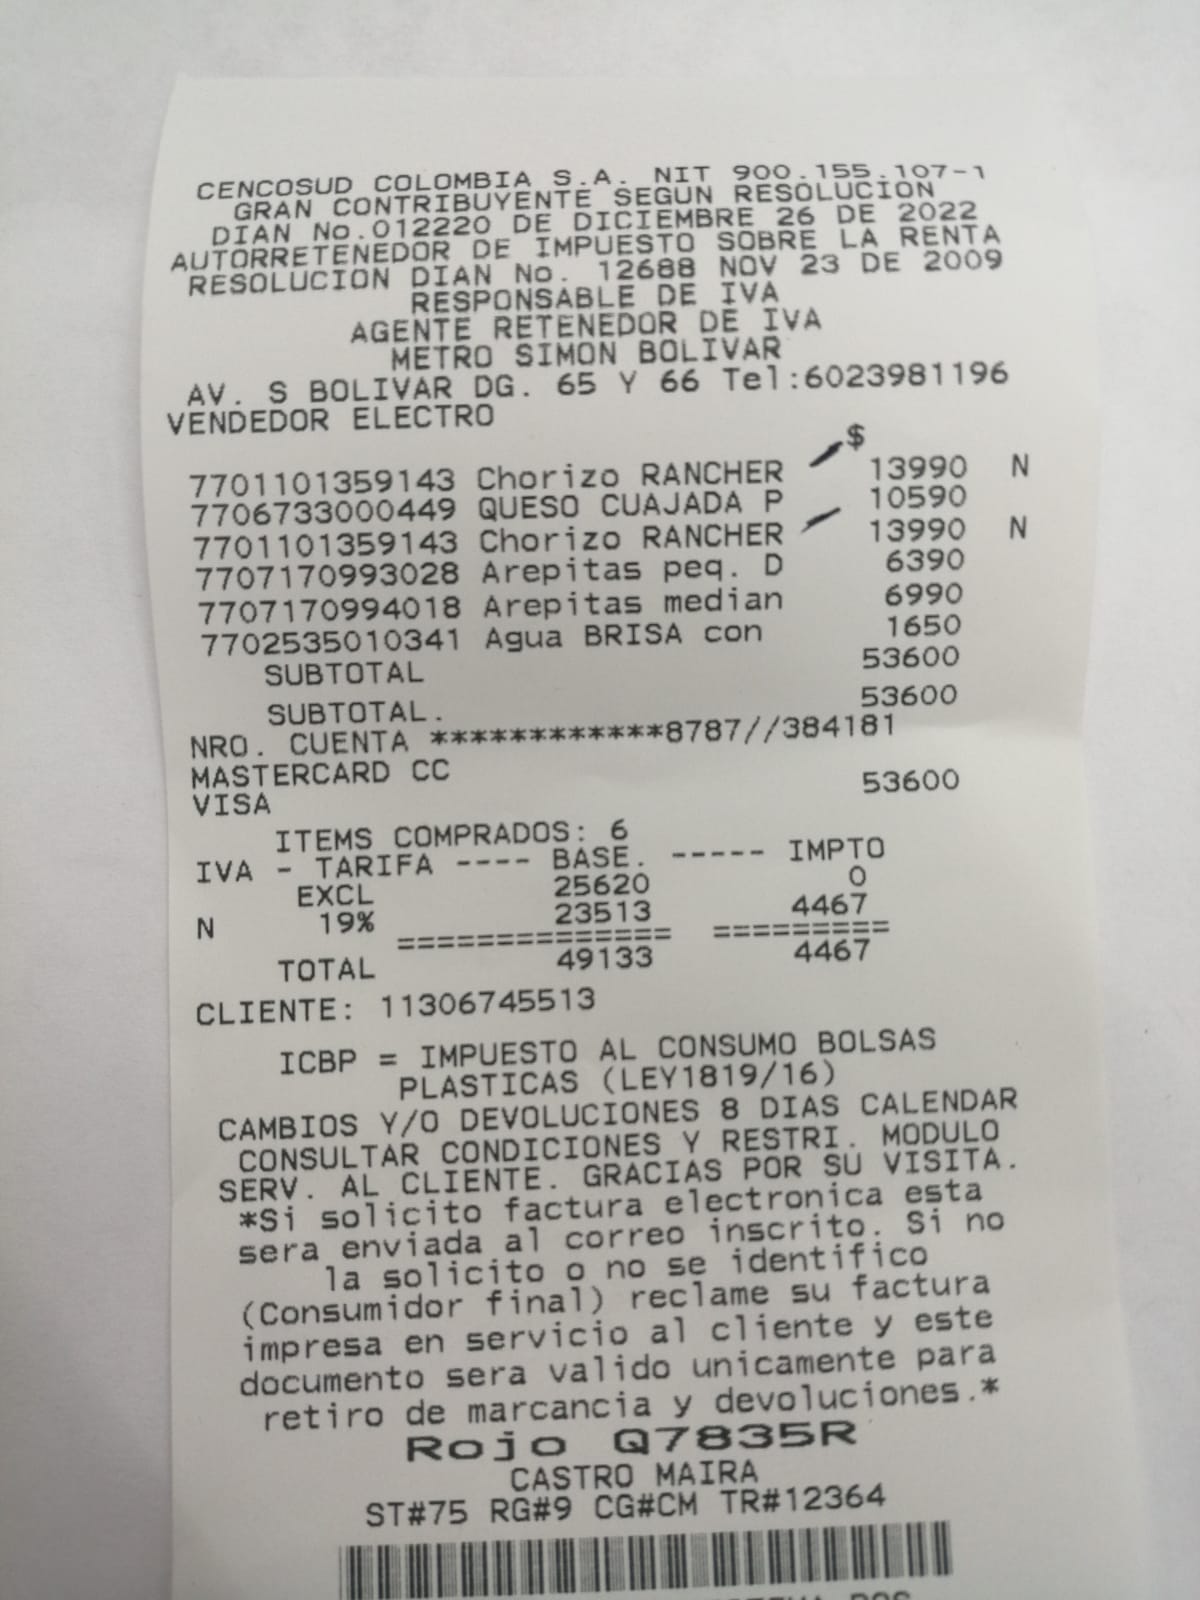 CENCOSUD COLOMBIA S.A. NIT 900.155.107-1
GRAN CONTRIBUYENTE SEGUN RESOLUCION
DIAN No.012220 DE DICIEMBRE 26 DE 2022
AUTORRETENEDOR DE IMPUESTO SOBRE LA RENTA
RESOLUCION DIAN No. 12688 NOV 23 DE 2009
RESPONSABLE DE IVA
AGENTE RETENEDOR DE IVA
METRO SIMON BOLIVAR
AV. S BOLIVAR DG. 65 Y 66 Tel:6023981196
VENDEDOR ELECTRO
$
7701101359143 Chorizo RANCHER 13990 N
7706733000449 QUESO CUAJADA P 10590
7701101359143 Chorizo RANCHER 13990 N
7707170993028 Arepitas peq. D 6390
7707170994018 Arepitas median 6990
7702535010341 Agua BRISA con 1650
SUBTOTAL 53600
SUBTOTAL. 53600
NRO. CUENTA ************8787//384181
MASTERCARD CC
VISA 53600
ITEMS COMPRADOS: 6
IVA - TARIFA ---- BASE. ----- IMPTO
EXCL 25620 0
N 19% 23513 4467
============== =========
TOTAL 49133 4467
CLIENTE: 11306745513
ICBP = IMPUESTO AL CONSUMO BOLSAS
PLASTICAS (LEY1819/16)
CAMBIOS Y/O DEVOLUCIONES 8 DIAS CALENDAR
CONSULTAR CONDICIONES Y RESTRI. MODULO
SERV. AL CLIENTE. GRACIAS POR SU VISITA.
*Si solicito factura electronica esta
sera enviada al correo inscrito. Si no
la solicito o no se identifico
(Consumidor final) reclame su factura
impresa en servicio al cliente y este
documento sera valido unicamente para
retiro de marcancia y devoluciones.*
Rojo Q7835R
CASTRO MAIRA
ST#75 RG#9 CG#CM TR#12364